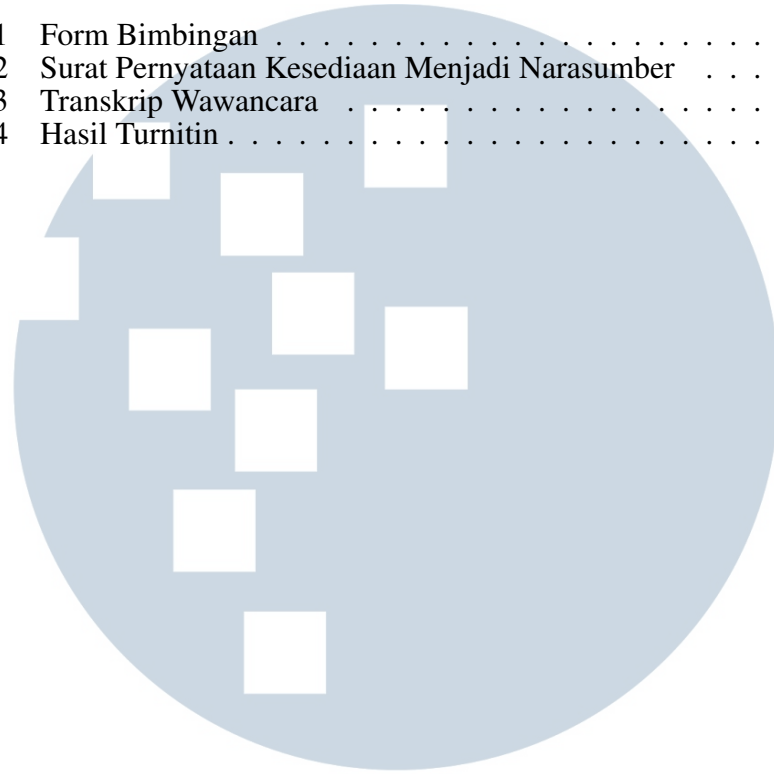 1 Form Bimbingan . . . . . . . . . . . . . . . . . . . . .
2 Surat Pernyataan Kesediaan Menjadi Narasumber . . .
3 Transkrip Wawancara . . . . . . . . . . . . . . . . . .
4 Hasil Turnitin . . . . . . . . . . . . . . . . . . . . . . .